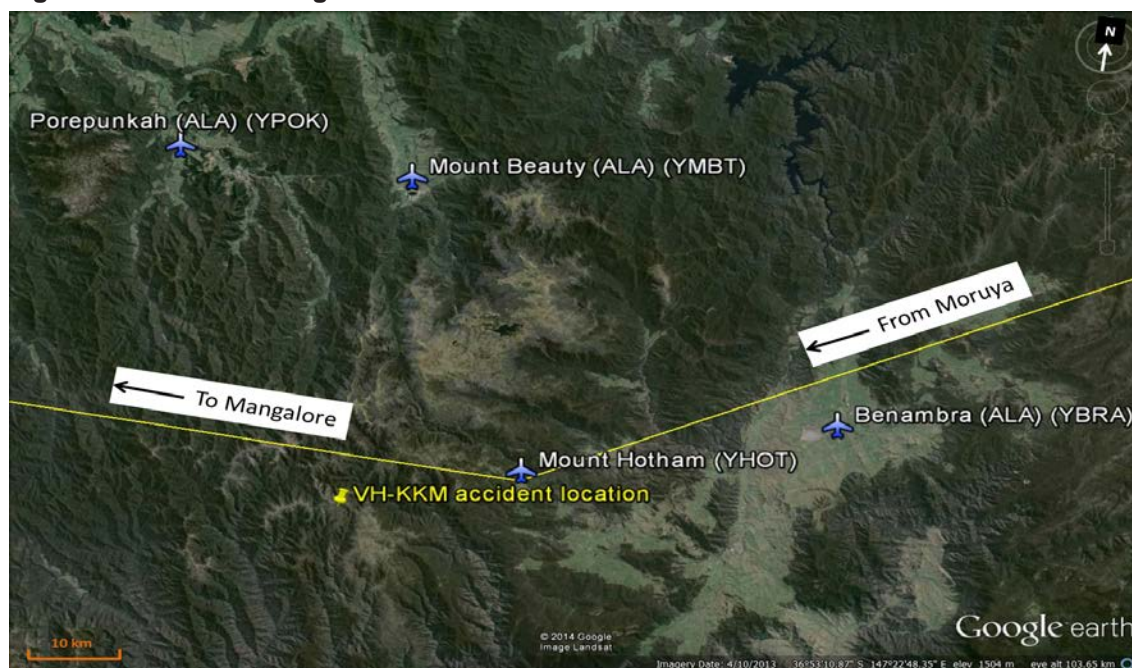 N
Porepunkah (ALA) (YPOK)
Mount Beauty (ALA) (YMBT)
From Moruya
To Mangalore
Benambra (ALA) (YBRA)
Mount Hotham (YHOT)
VH-KKM accident location
10 km
© 2014 Google
Image Landsat
Google earth
Imagery Date: 4/10/2013 36°53'10.87" S 147°22'48.35" E elev 1504 m eye alt 103.65 km